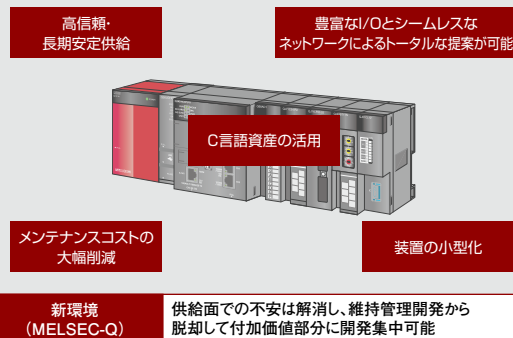 高信頼・
長期安定供給
豊富なI/Oとシームレスな
ネットワークによるトータルな提案が可能
C言語資産の活用
メンテナンスコストの
大幅削減
装置の小型化
新環境
（MELSEC-Q）
供給面での不安は解消し、維持管理開発から
脱却して付加価値部分に開発集中可能